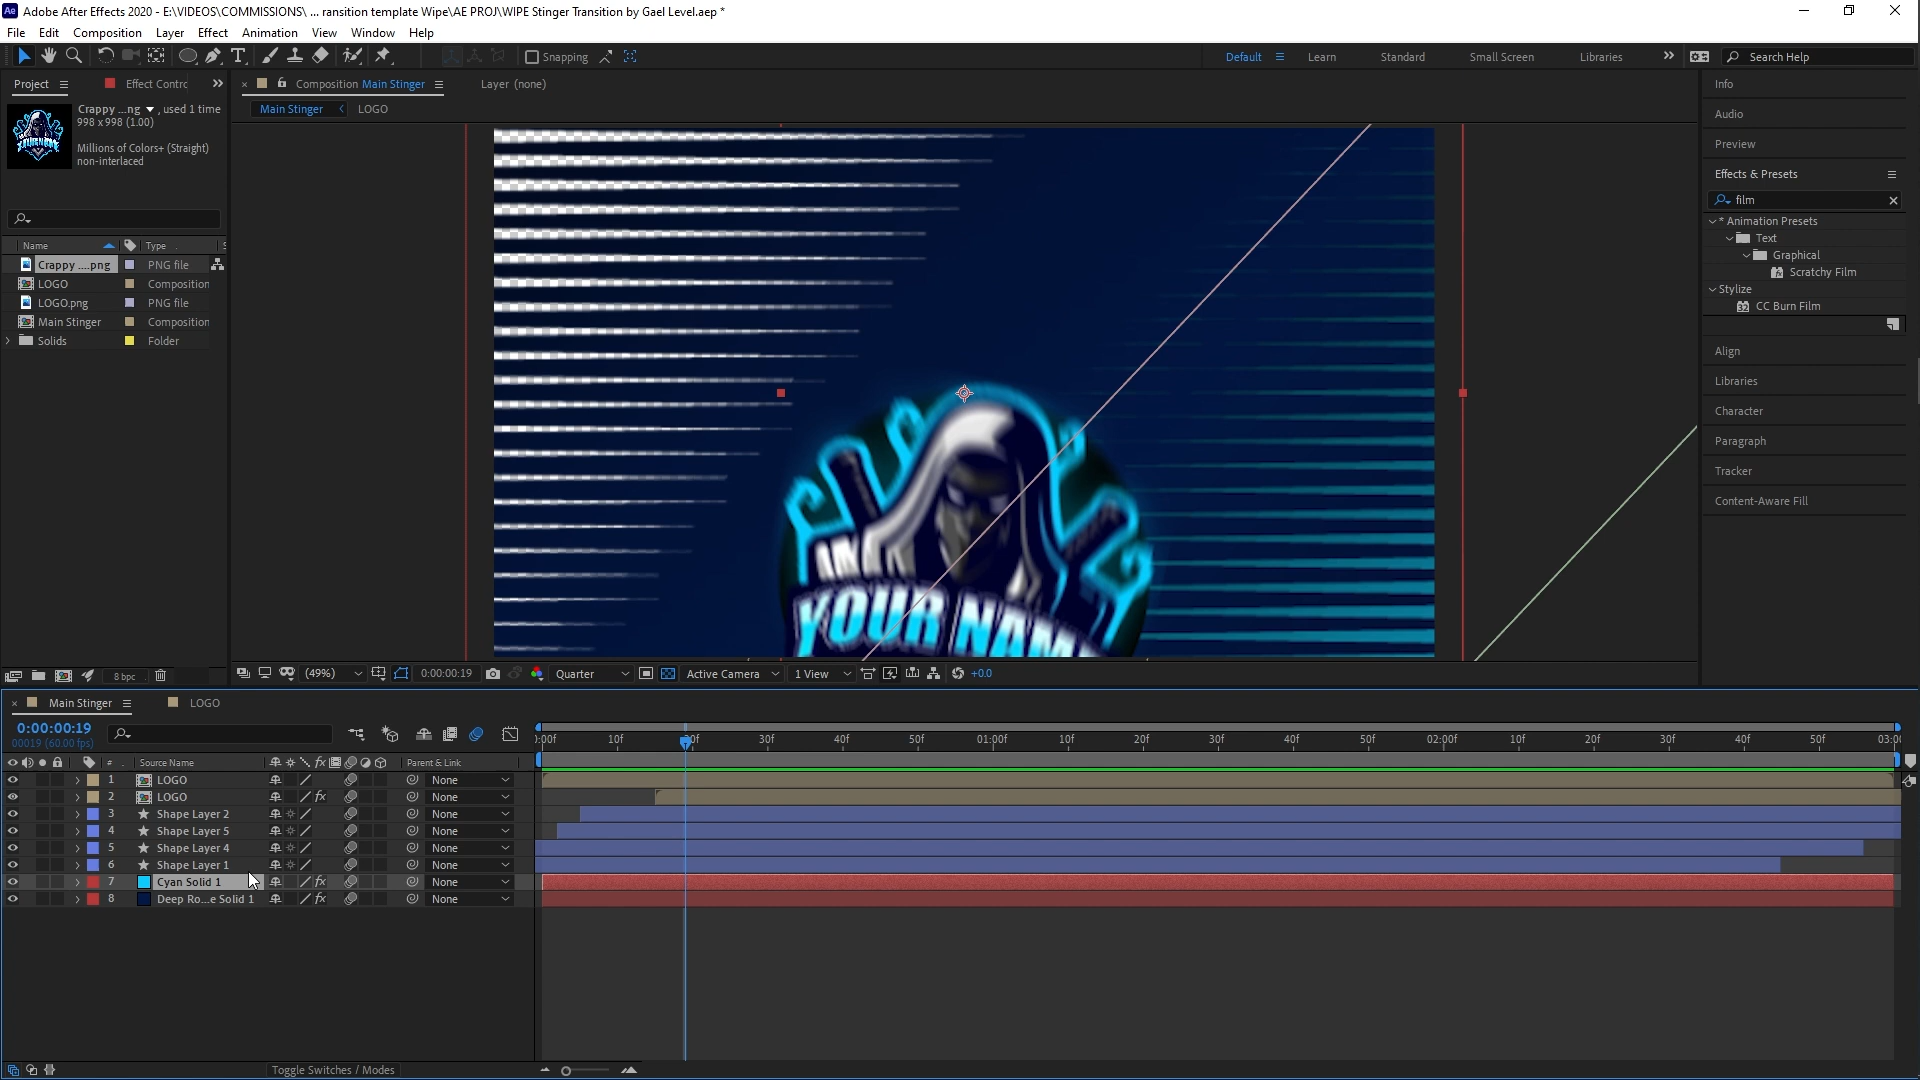 Adobe After Effects 2020 - E:\VIDEOS\COMMISSIONS\ ... ransition template Wipe\AE PROJ\WIPE Stinger Transition by Gael Level.aep *
File Edit Composition Layer Effect Animation View Window Help
Snapping Default Learn Standard Small Screen Libraries Search Help
Project Effect Contrc Composition Main Stinger Layer (none)
Main Stinger LOGO
Crappy ...ng , used 1 time
998 x 998 (1.00)
Millions of Colors+ (Straight)
non-interlaced
Name Type
Crappy ....png PNG file
LOGO Composition
LOGO.png PNG file
Main Stinger Composition
Solids Folder
8 bpc
YOUR NAM
(49%) 0:00:00:19 Quarter Active Camera 1 View +0.0
Info
Audio
Preview
Effects & Presets
film
* Animation Presets
Text
Graphical
Scratchy Film
Stylize
CC Burn Film
Align
Libraries
Character
Paragraph
Tracker
Content-Aware Fill
Main Stinger LOGO
0:00:00:19
00019 (60.00 fps)
):00f 10f 20f 30f 40f 50f 01:00f 10f 20f 30f 40f 50f 02:00f 10f 20f 30f 40f 50f 03:0(
# Source Name Parent & Link
1 LOGO None
2 LOGO None
3 Shape Layer 2 None
4 Shape Layer 5 None
5 Shape Layer 4 None
6 Shape Layer 1 None
7 Cyan Solid 1 None
8 Deep Ro...e Solid 1 None
Toggle Switches / Modes